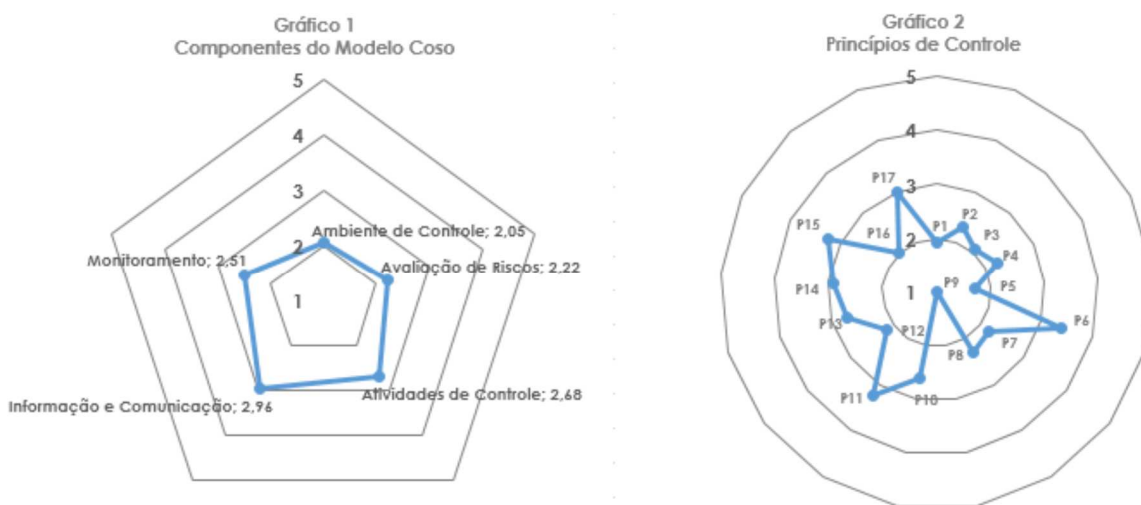 Gráfico 1
Componentes do Modelo Coso
5
4
3
2
1
Ambiente de Controle; 2,05
Avaliação de Riscos; 2,22
Atividades de Controle; 2,68
Informação e Comunicação; 2,96
Monitoramento; 2,51
Gráfico 2
Princípios de Controle
5
4
3
2
1
P1
P2
P3
P4
P5
P6
P7
P8
P9
P10
P11
P12
P13
P14
P15
P16
P17